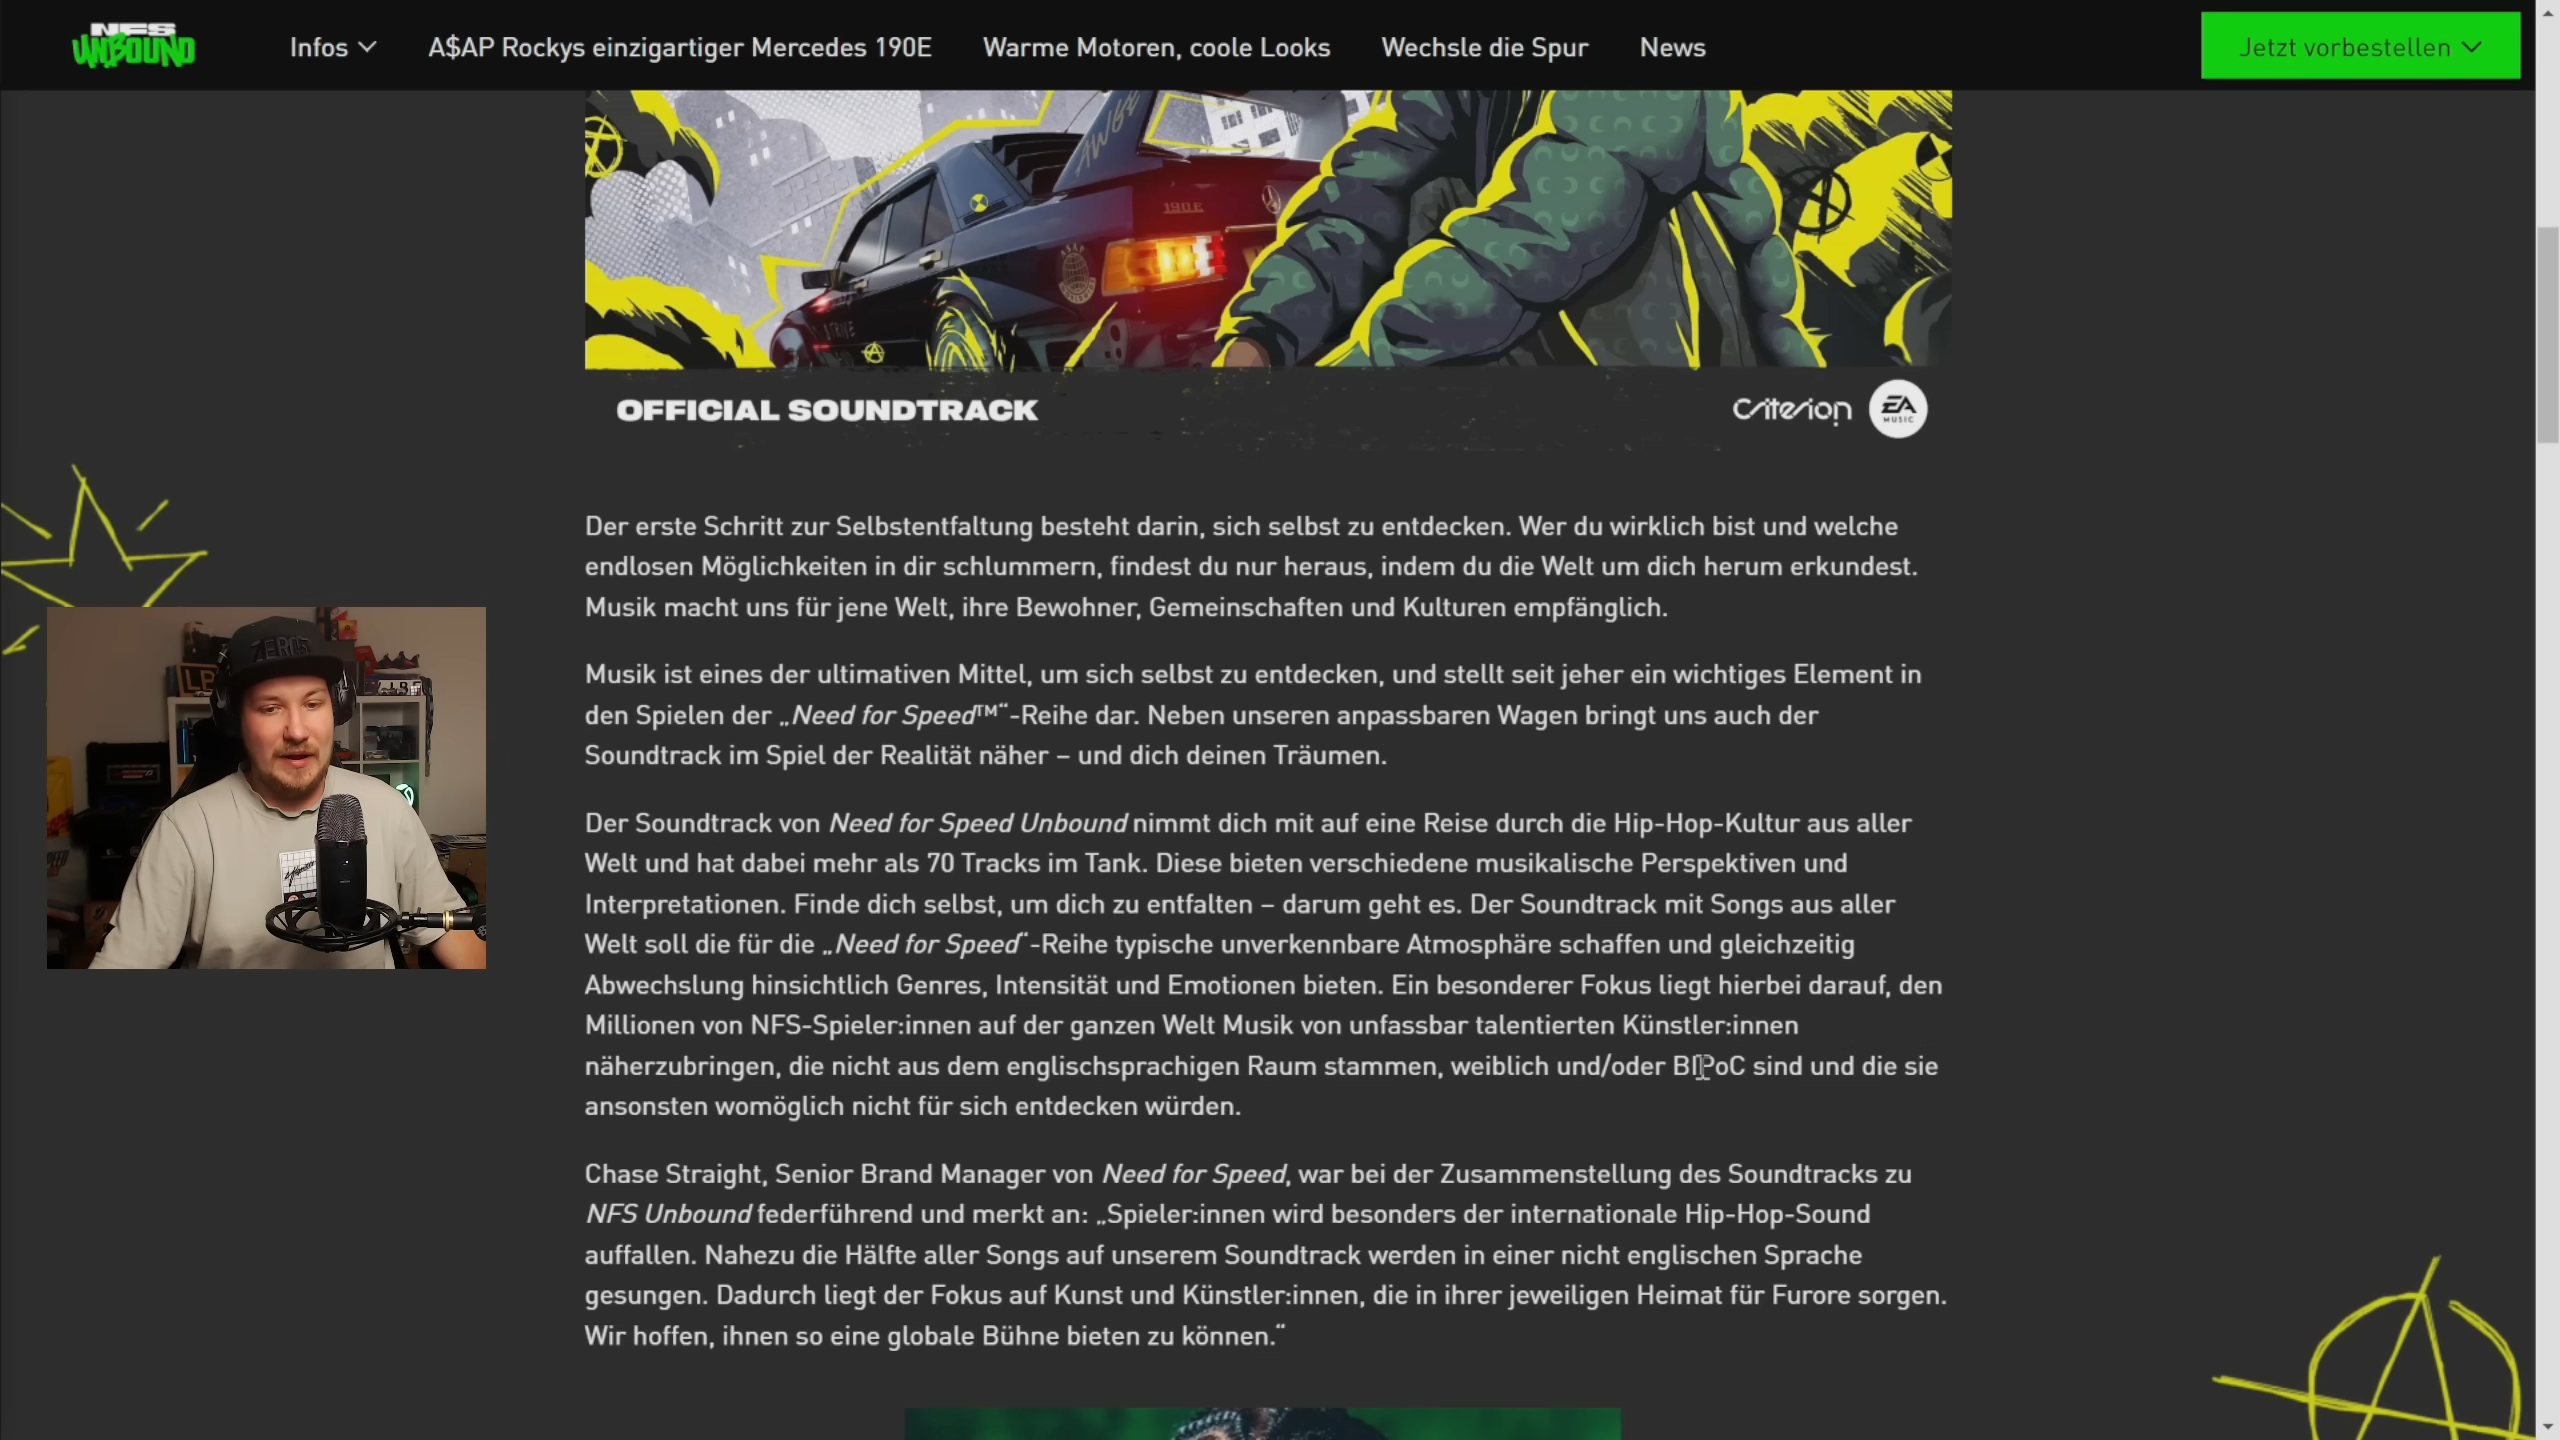 NFS
UNBOUND
Infos
A$AP Rockys einzigartiger Mercedes 190E
Warme Motoren, coole Looks
Wechsle die Spur
News
Jetzt vorbestellen
AWGE
190E
OFFICIAL SOUNDTRACK
Criterion
EA
MUSIC
Der erste Schritt zur Selbstentfaltung besteht darin, sich selbst zu entdecken. Wer du wirklich bist und welche
endlosen Möglichkeiten in dir schlummern, findest du nur heraus, indem du die Welt um dich herum erkundest.
Musik macht uns für jene Welt, ihre Bewohner, Gemeinschaften und Kulturen empfänglich.
Musik ist eines der ultimativen Mittel, um sich selbst zu entdecken, und stellt seit jeher ein wichtiges Element in
den Spielen der „Need for Speed™“-Reihe dar. Neben unseren anpassbaren Wagen bringt uns auch der
Soundtrack im Spiel der Realität näher – und dich deinen Träumen.
Der Soundtrack von Need for Speed Unbound nimmt dich mit auf eine Reise durch die Hip-Hop-Kultur aus aller
Welt und hat dabei mehr als 70 Tracks im Tank. Diese bieten verschiedene musikalische Perspektiven und
Interpretationen. Finde dich selbst, um dich zu entfalten – darum geht es. Der Soundtrack mit Songs aus aller
Welt soll die für die „Need for Speed“-Reihe typische unverkennbare Atmosphäre schaffen und gleichzeitig
Abwechslung hinsichtlich Genres, Intensität und Emotionen bieten. Ein besonderer Fokus liegt hierbei darauf, den
Millionen von NFS-Spieler:innen auf der ganzen Welt Musik von unfassbar talentierten Künstler:innen
näherzubringen, die nicht aus dem englischsprachigen Raum stammen, weiblich und/oder BIPoC sind und die sie
ansonsten womöglich nicht für sich entdecken würden.
Chase Straight, Senior Brand Manager von Need for Speed, war bei der Zusammenstellung des Soundtracks zu
NFS Unbound federführend und merkt an: „Spieler:innen wird besonders der internationale Hip-Hop-Sound
auffallen. Nahezu die Hälfte aller Songs auf unserem Soundtrack werden in einer nicht englischen Sprache
gesungen. Dadurch liegt der Fokus auf Kunst und Künstler:innen, die in ihrer jeweiligen Heimat für Furore sorgen.
Wir hoffen, ihnen so eine globale Bühne bieten zu können.“